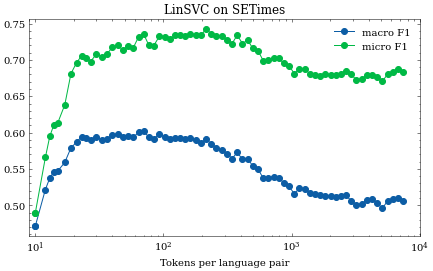 LinSVC on SETimes
macro F1
micro F1
0.75
0.70
0.65
0.60
0.55
0.50
10¹
10²
10³
10⁴
Tokens per language pair